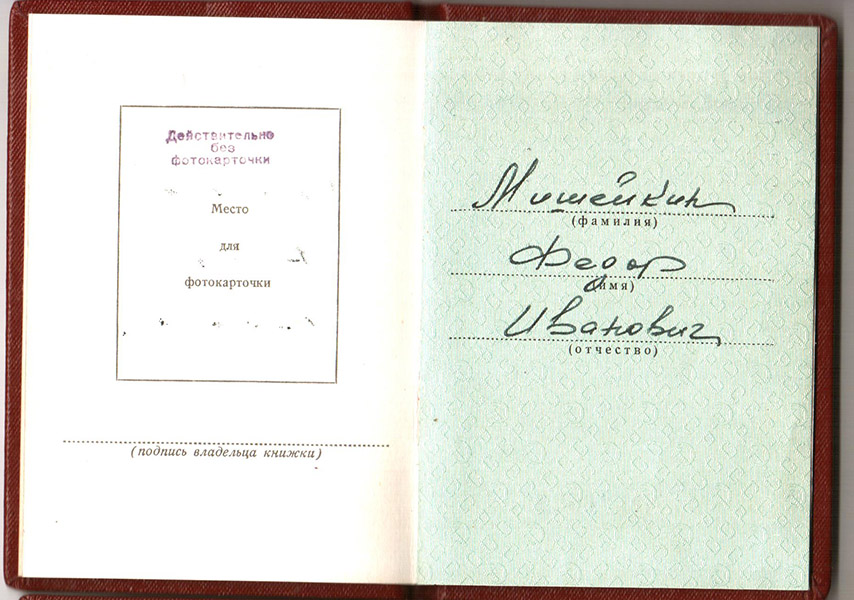 Действительно
без
фотокарточки
Место
для
фотокарточки
(подпись владельца книжки)
Мишейкин
(фамилия)
Федор
(имя)
Иванович
(отчество)